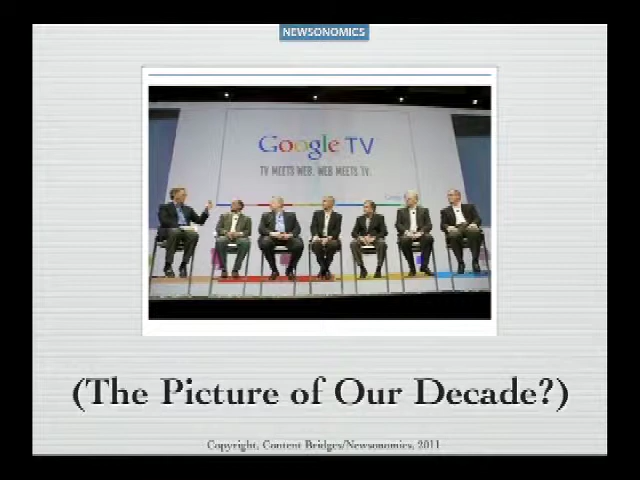 NEWSONOMICS
Google TV
TV MEETS WEB. WEB MEETS TV.
(The Picture of Our Decade?)
Copyright, Content Bridges/Newsonomics, 2011